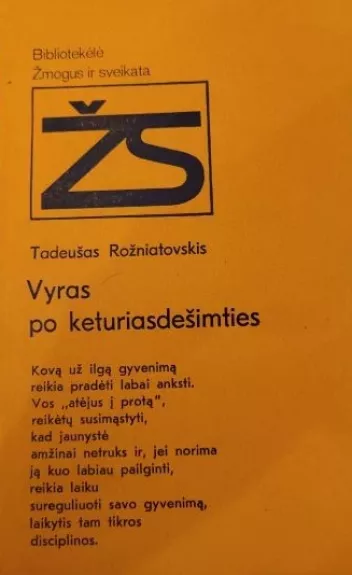 Bibliotekėlė
Žmogus ir sveikata
ŽS
Tadeušas Rožniatovskis
Vyras
po keturiasdešimties
Kovą už ilgą gyvenimą
reikia pradėti labai anksti.
Vos „atėjus į protą",
reikėtų susimąstyti,
kad jaunystė
amžinai netruks ir, jei norima
ją kuo labiau pailginti,
reikia laiku
sureguliuoti savo gyvenimą,
laikytis tam tikros
disciplinos.